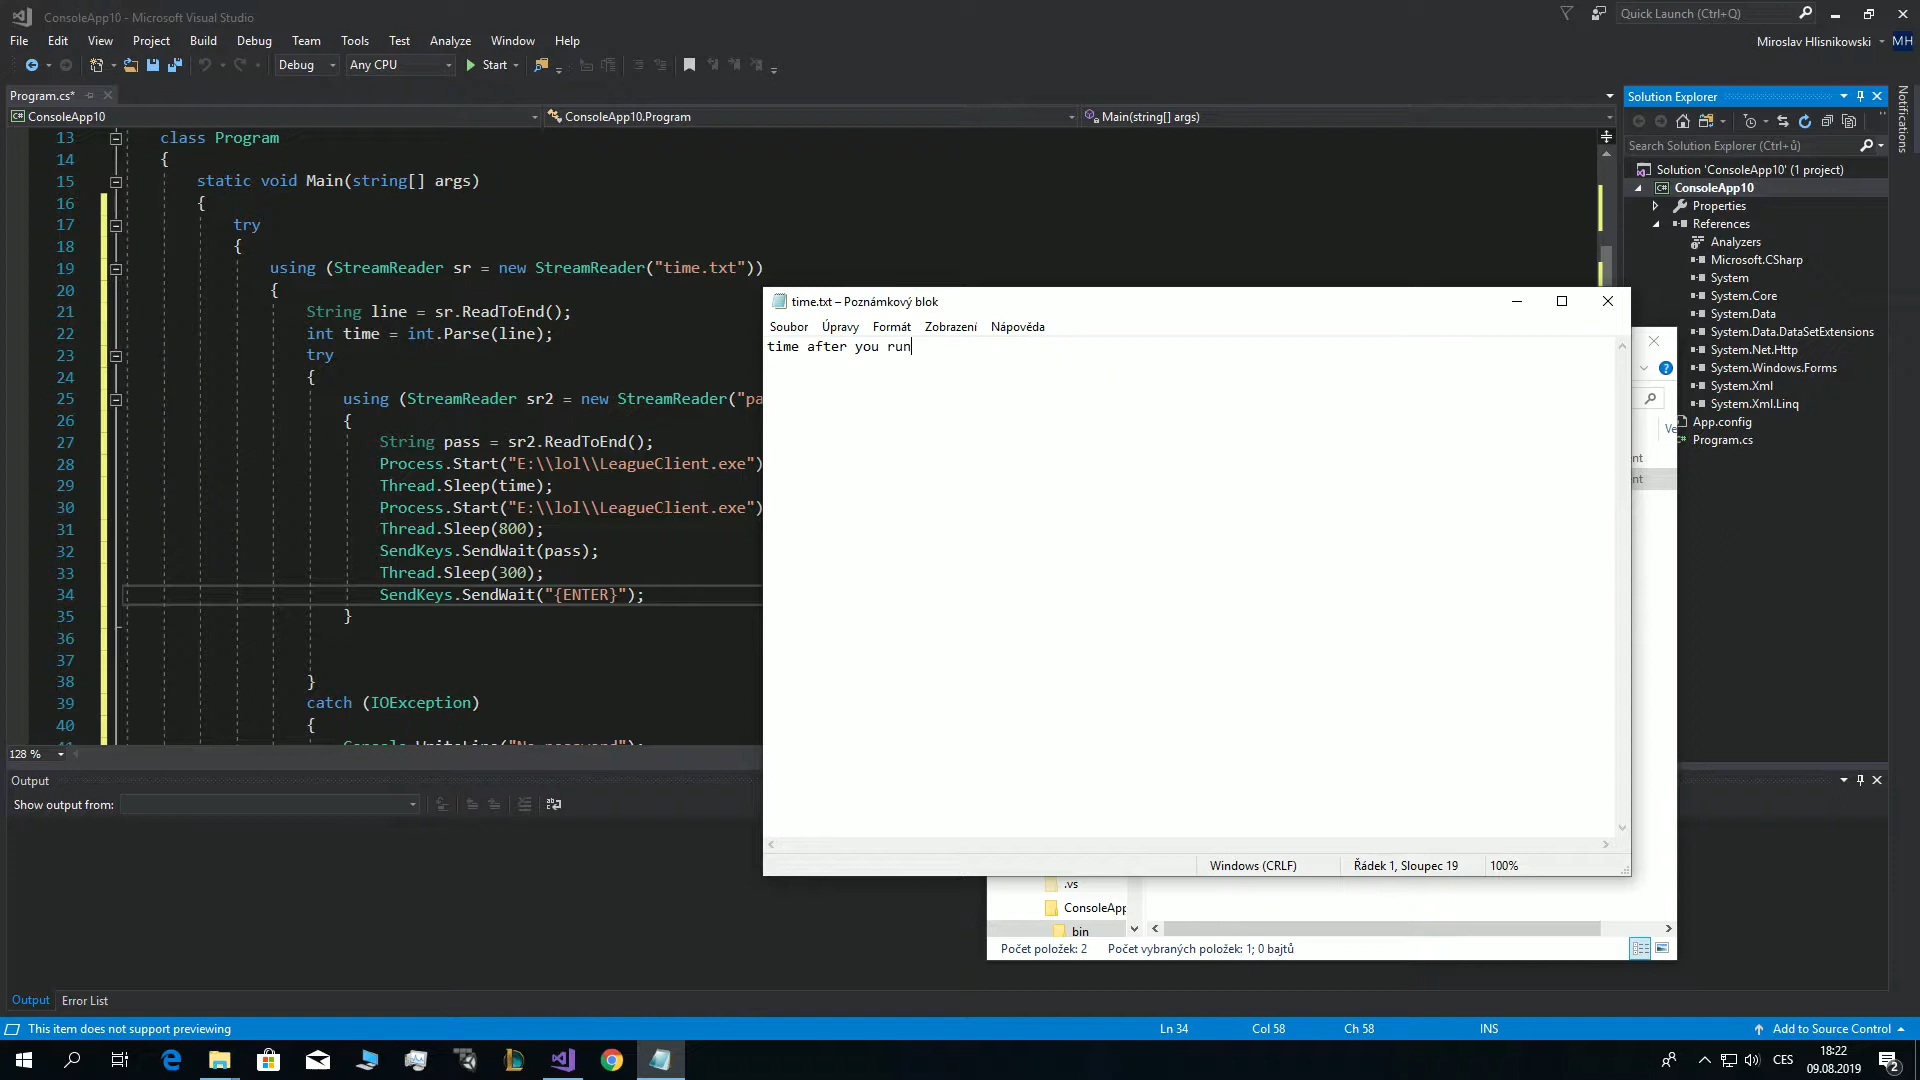 ConsoleApp10 - Microsoft Visual Studio
Quick Launch (Ctrl+Q)
File Edit View Project Build Debug Team Tools Test Analyze Window Help
Miroslav Hlisnikowski MH
Debug Any CPU Start
Program.cs*
ConsoleApp10 ConsoleApp10.Program Main(string[] args)
13 class Program
14 {
15 static void Main(string[] args)
16 {
17 try
18 {
19 using (StreamReader sr = new StreamReader("time.txt"))
20 {
21 String line = sr.ReadToEnd();
22 int time = int.Parse(line);
23 try
24 {
25 using (StreamReader sr2 = new StreamReader("pa
26 {
27 String pass = sr2.ReadToEnd();
28 Process.Start("E:\\lol\\LeagueClient.exe")
29 Thread.Sleep(time);
30 Process.Start("E:\\lol\\LeagueClient.exe")
31 Thread.Sleep(800);
32 SendKeys.SendWait(pass);
33 Thread.Sleep(300);
34 SendKeys.SendWait("{ENTER}");
35 }
36
37
38 }
39 catch (IOException)
40 {
128 %
time.txt – Poznámkový blok
Soubor Úpravy Formát Zobrazení Nápověda
time after you run
Windows (CRLF) Řádek 1, Sloupec 19 100%
Ve
nt
nt
.vs
ConsoleApp
bin
Počet položek: 2 Počet vybraných položek: 1; 0 bajtů
Solution Explorer
Search Solution Explorer (Ctrl+ů)
Solution 'ConsoleApp10' (1 project)
ConsoleApp10
Properties
References
Analyzers
Microsoft.CSharp
System
System.Core
System.Data
System.Data.DataSetExtensions
System.Net.Http
System.Windows.Forms
System.Xml
System.Xml.Linq
App.config
Program.cs
Notifications
Output
Show output from:
Output Error List
This item does not support previewing
Ln 34 Col 58 Ch 58 INS
Add to Source Control
CES
18:22
09.08.2019
2